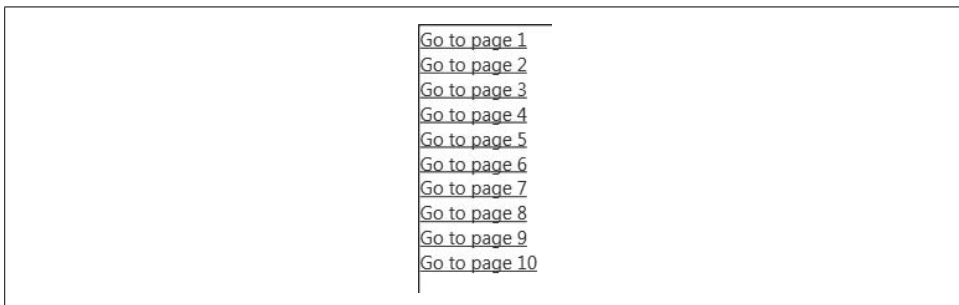 Go to page 1
Go to page 2
Go to page 3
Go to page 4
Go to page 5
Go to page 6
Go to page 7
Go to page 8
Go to page 9
Go to page 10